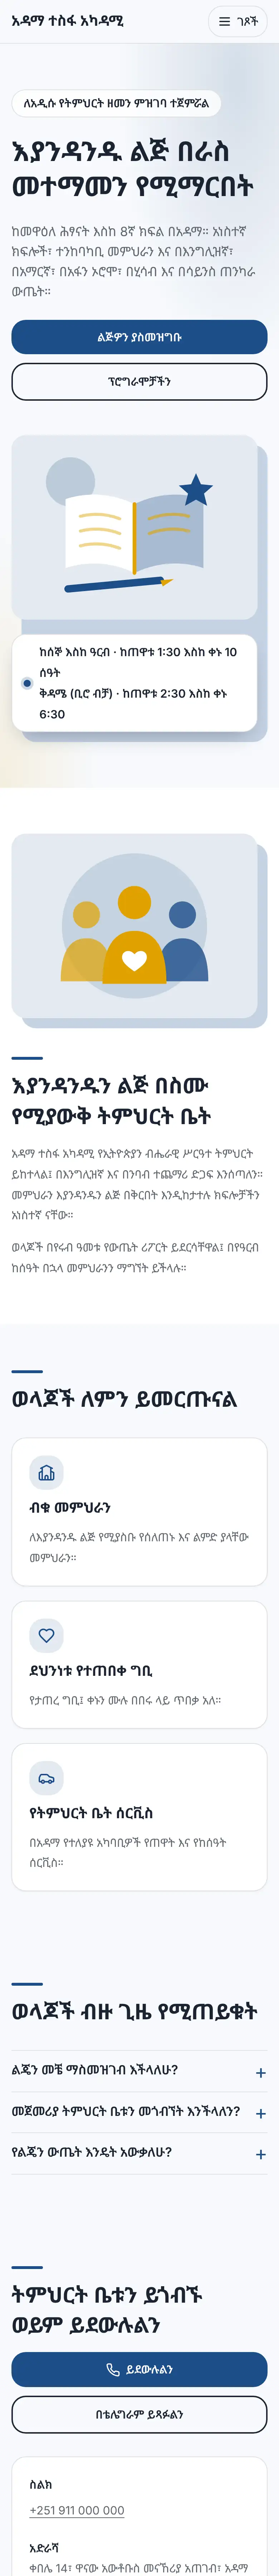 አዳማ ተስፋ አካዳሚ
ገጾች
ለአዲሱ የትምህርት ዘመን ምዝገባ ተጀምሯል
እያንዳንዱ ልጅ በራስ
መተማመን የሚማርበት
ከመዋዕለ ሕፃናት እስከ 8ኛ ክፍል በአዳማ። አነስተኛ
ክፍሎች፣ ተንከባካቢ መምህራን እና በእንግሊዝኛ፣
በአማርኛ፣ በአፋን ኦሮሞ፣ በሂሳብ እና በሳይንስ ጠንካራ
ውጤት።
ልጅዎን ያስመዝግቡ
ፕሮግራሞቻችን
ከሰኞ እስከ ዓርብ · ከጠዋቱ 1:30 እስከ ቀኑ 10
ሰዓት
ቅዳሜ (ቢሮ ብቻ) · ከጠዋቱ 2:30 እስከ ቀኑ
6:30
እያንዳንዱን ልጅ በስሙ
የሚያውቅ ትምህርት ቤት
አዳማ ተስፋ አካዳሚ የኢትዮጵያን ብሔራዊ ሥርዓተ ትምህርት
ይከተላል፤ በእንግሊዝኛ እና በንባብ ተጨማሪ ድጋፍ እንሰጣለን።
መምህራን እያንዳንዱን ልጅ በቅርበት እንዲከታተሉ ክፍሎቻችን
አነስተኛ ናቸው።
ወላጆች በየሩብ ዓመቱ የውጤት ሪፖርት ይደርሳቸዋል፤ በየዓርብ
ከሰዓት በኋላ መምህራንን ማግኘት ይችላሉ።
ወላጆች ለምን ይመርጡናል
ብቁ መምህራን
ለእያንዳንዱ ልጅ የሚያስቡ የሰለጠኑ እና ልምድ ያላቸው
መምህራን።
ደህንነቱ የተጠበቀ ግቢ
የታጠረ ግቢ፤ ቀኑን ሙሉ በበሩ ላይ ጥበቃ አለ።
የትምህርት ቤት ሰርቪስ
በአዳማ የተለያዩ አካባቢዎች የጠዋት እና የከሰዓት
ሰርቪስ።
ወላጆች ብዙ ጊዜ የሚጠይቁት
ልጄን መቼ ማስመዝገብ እችላለሁ?
መጀመሪያ ትምህርት ቤቱን መጎብኘት እንችላለን?
የልጄን ውጤት እንዴት አውቃለሁ?
ትምህርት ቤቱን ይጎብኙ
ወይም ይደውሉልን
ይደውሉልን
በቴሌግራም ይጻፉልን
ስልክ
+251 911 000 000
አድራሻ
ቀበሌ 14፣ ዋናው አውቶቡስ መናኸሪያ አጠገብ፣ አዳማ